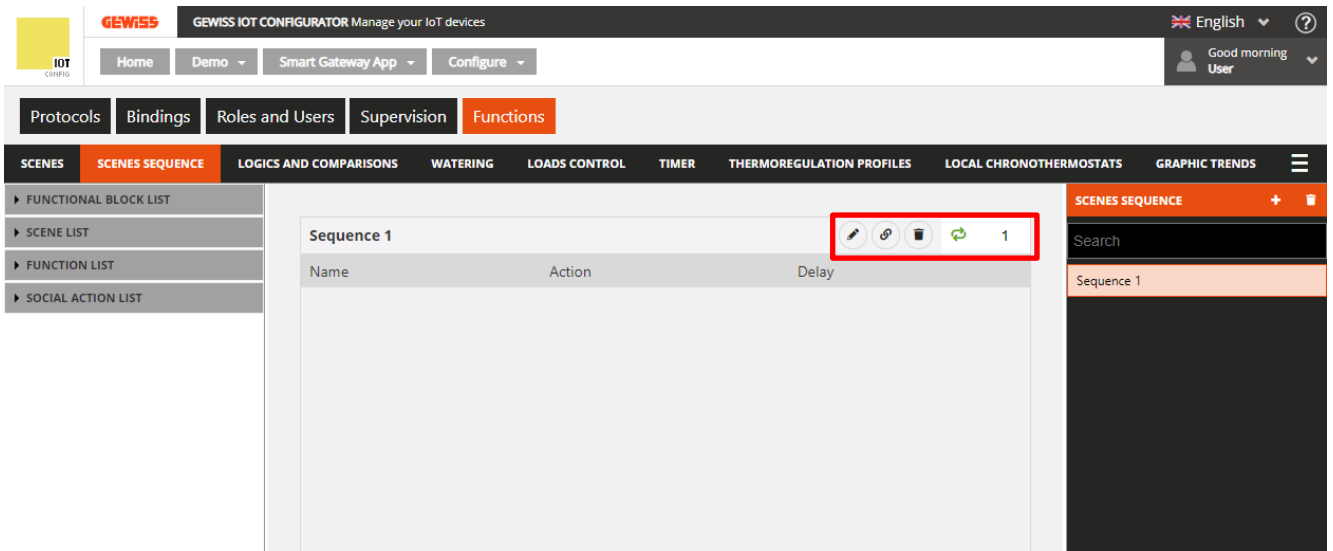 GEWISS GEWISS IOT CONFIGURATOR Manage your IoT devices English ?
IOT
CONFIG
Home Demo Smart Gateway App Configure
Good morning
User
Protocols Bindings Roles and Users Supervision Functions
SCENES SCENES SEQUENCE LOGICS AND COMPARISONS WATERING LOADS CONTROL TIMER THERMOREGULATION PROFILES LOCAL CHRONOTHERMOSTATS GRAPHIC TRENDS
FUNCTIONAL BLOCK LIST
SCENE LIST
FUNCTION LIST
SOCIAL ACTION LIST
Sequence 1 1
Name Action Delay
SCENES SEQUENCE +
Search
Sequence 1